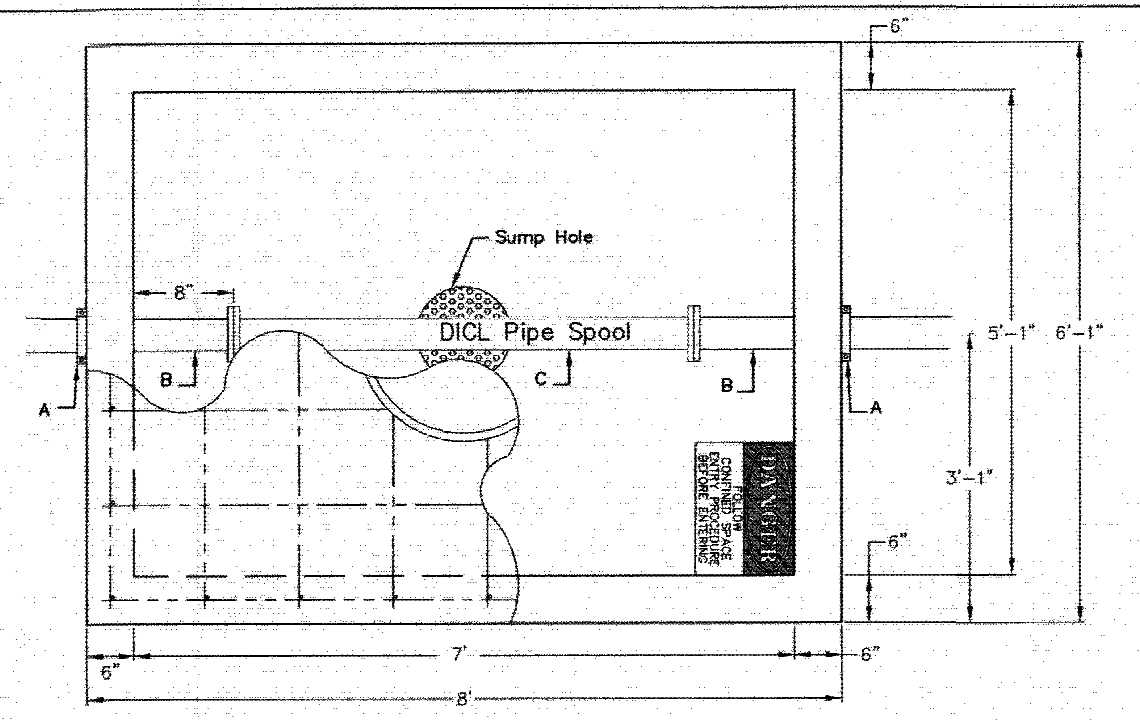 6"
Sump Hole
8"
DICL Pipe Spool
5'-1"
6'-1"
B
C
B
A
A
DANGER
FOLLOW
CONFINED SPACE
ENTRY PROCEDURE
BEFORE ENTERING
3'-1"
6"
6"
7'
6"
8'